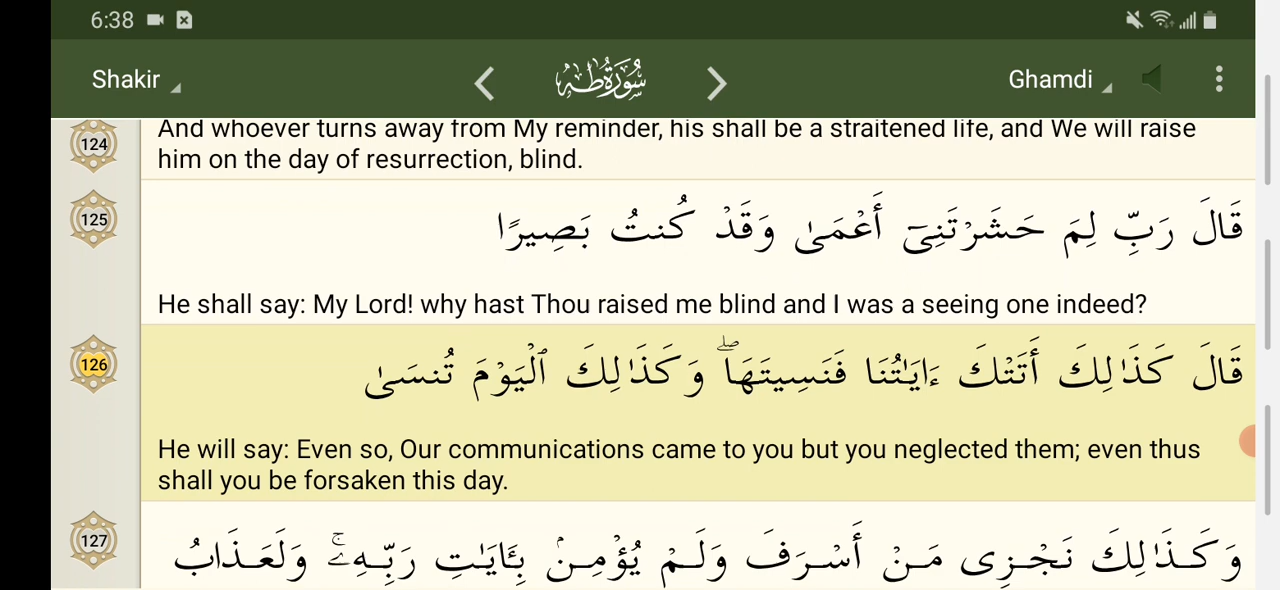 6:38
Shakir
سُورَةُ طه
Ghamdi
124
And whoever turns away from My reminder, his shall be a straitened life, and We will raise
him on the day of resurrection, blind.
125
قَالَ رَبِّ لِمَ حَشَرْتَنِىٓ أَعْمَىٰ وَقَدْ كُنتُ بَصِيرًا
He shall say: My Lord! why hast Thou raised me blind and I was a seeing one indeed?
126
قَالَ كَذَٰلِكَ أَتَتْكَ ءَايَـٰتُنَا فَنَسِيتَهَا ۖ وَكَذَٰلِكَ ٱلْيَوْمَ تُنسَىٰ
He will say: Even so, Our communications came to you but you neglected them; even thus
shall you be forsaken this day.
127
وَكَذَٰلِكَ نَجْزِى مَنْ أَسْرَفَ وَلَمْ يُؤْمِنۢ بِـَٔايَـٰتِ رَبِّهِۦ ۚ وَلَعَذَابُ